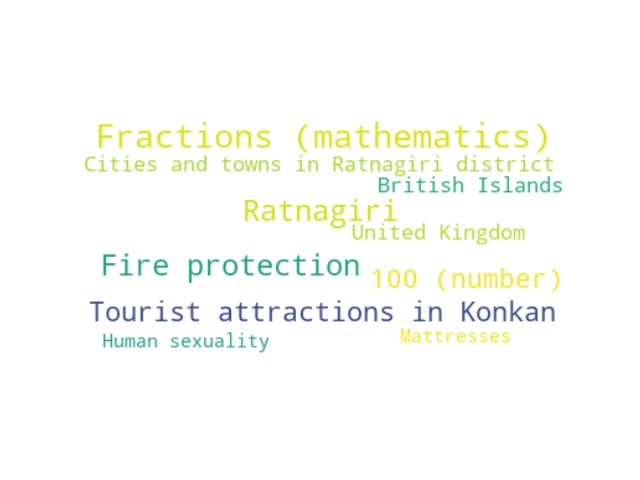 Fractions (mathematics)
Cities and towns in Ratnagiri district
British Islands
Ratnagiri
United Kingdom
Fire protection
100 (number)
Tourist attractions in Konkan
Mattresses
Human sexuality